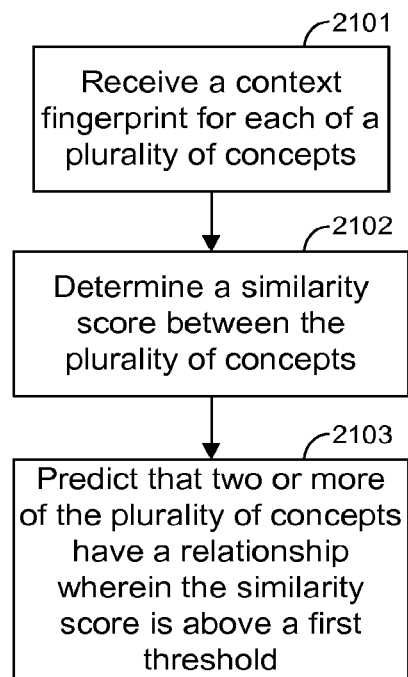 2101
Receive a context
fingerprint for each of a
plurality of concepts
2102
Determine a similarity
score between the
plurality of concepts
2103
Predict that two or more
of the plurality of concepts
have a relationship
wherein the similarity
score is above a first
threshold